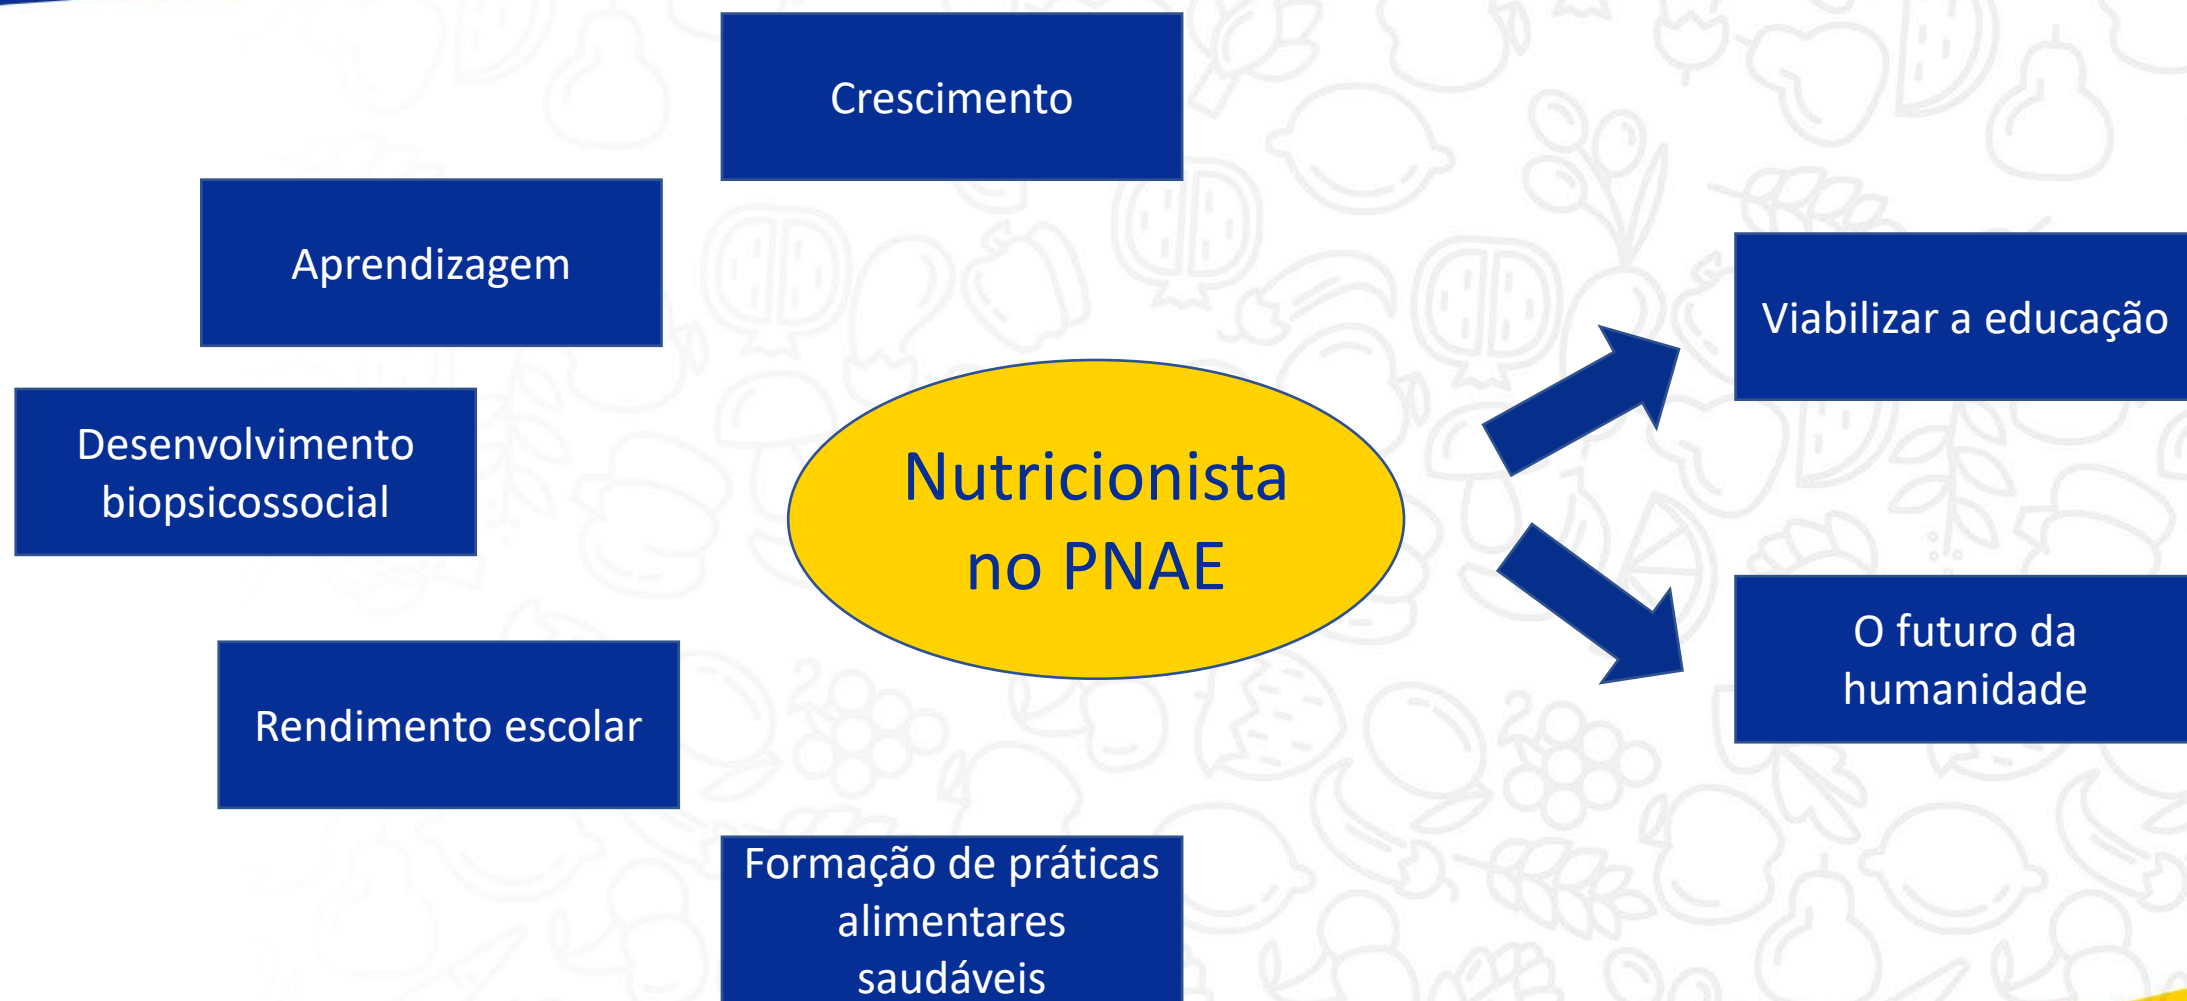 Crescimento
Aprendizagem
Desenvolvimento
biopsicossocial
Rendimento escolar
Formação de práticas
alimentares
saudáveis
Nutricionista
no PNAE
Viabilizar a educação
O futuro da
humanidade